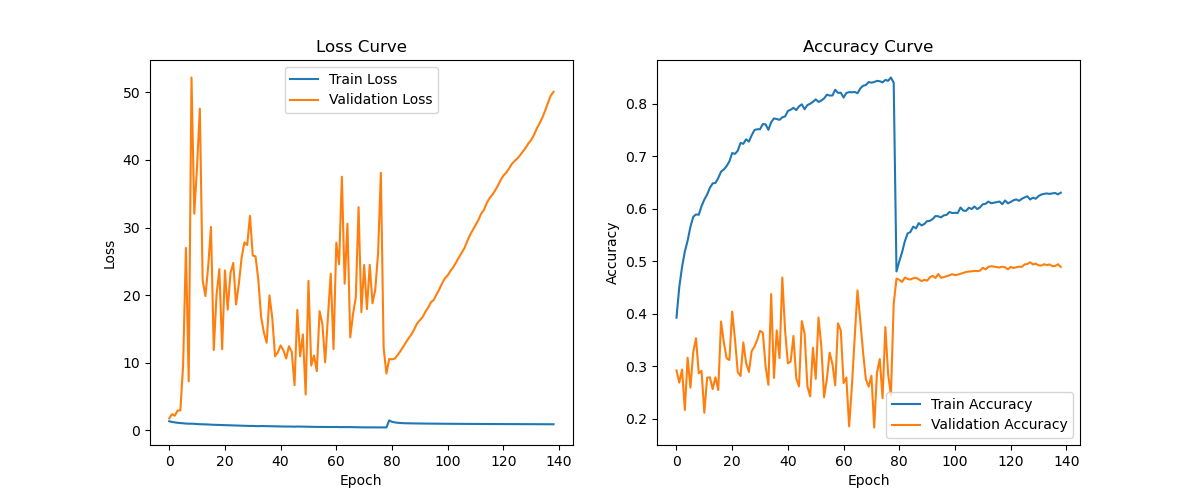 Loss Curve
Train Loss
Validation Loss
50
40
30
20
10
0
Loss
0 20 40 60 80 100 120 140
Epoch
Accuracy Curve
0.8
0.7
0.6
0.5
0.4
0.3
0.2
Accuracy
Train Accuracy
Validation Accuracy
0 20 40 60 80 100 120 140
Epoch